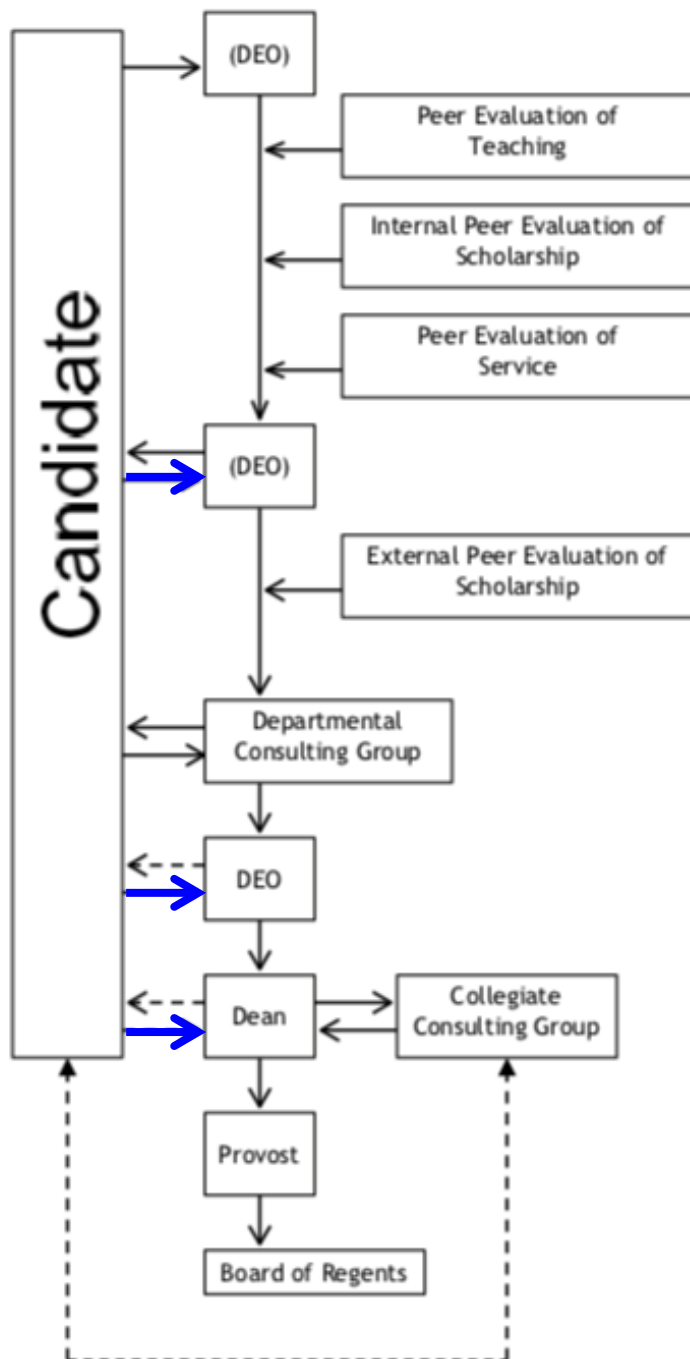 (DEO)
Peer Evaluation of
Teaching
Internal Peer Evaluation of
Scholarship
Peer Evaluation of
Service
Candidate
(DEO)
External Peer Evaluation of
Scholarship
Departmental
Consulting Group
DEO
Dean
Collegiate
Consulting Group
Provost
Board of Regents